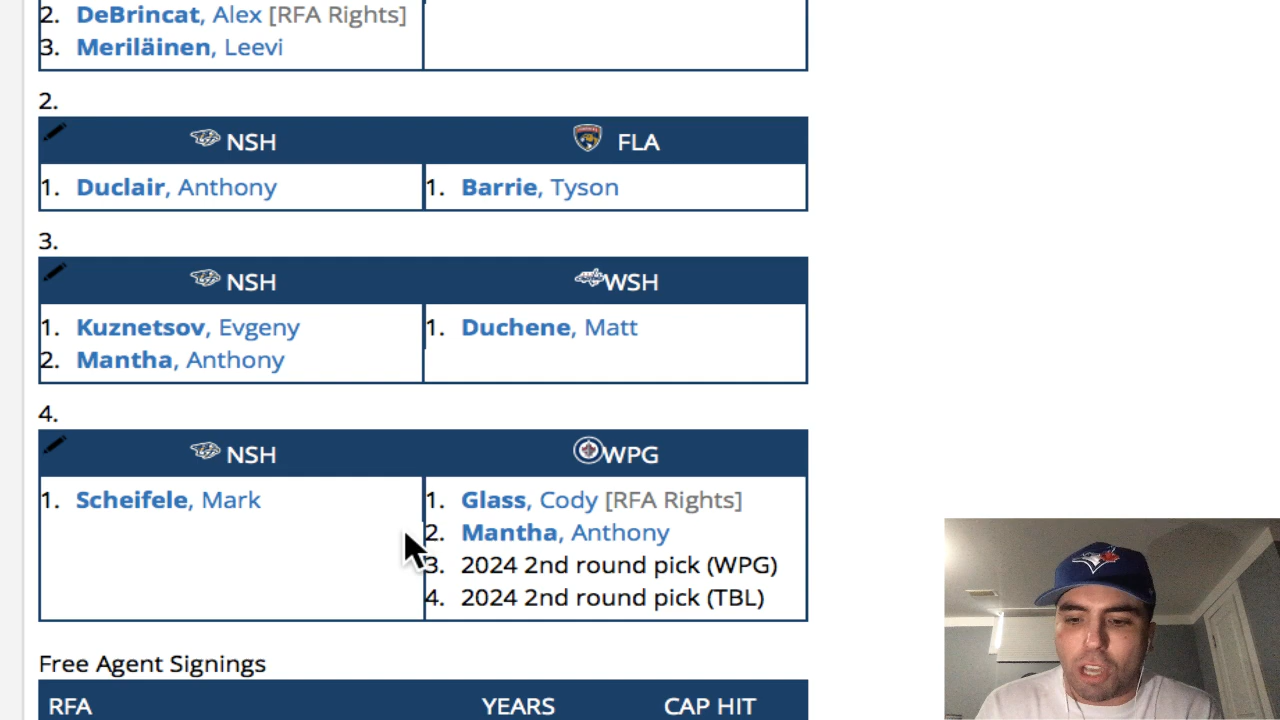 2. DeBrincat, Alex [RFA Rights]
3. Meriläinen, Leevi
2.
NSH FLA
1. Duclair, Anthony 1. Barrie, Tyson
3.
NSH WSH
1. Kuznetsov, Evgeny 1. Duchene, Matt
2. Mantha, Anthony
4.
NSH WPG
1. Scheifele, Mark 1. Glass, Cody [RFA Rights]
2. Mantha, Anthony
3. 2024 2nd round pick (WPG)
4. 2024 2nd round pick (TBL)
Free Agent Signings
RFA YEARS CAP HIT